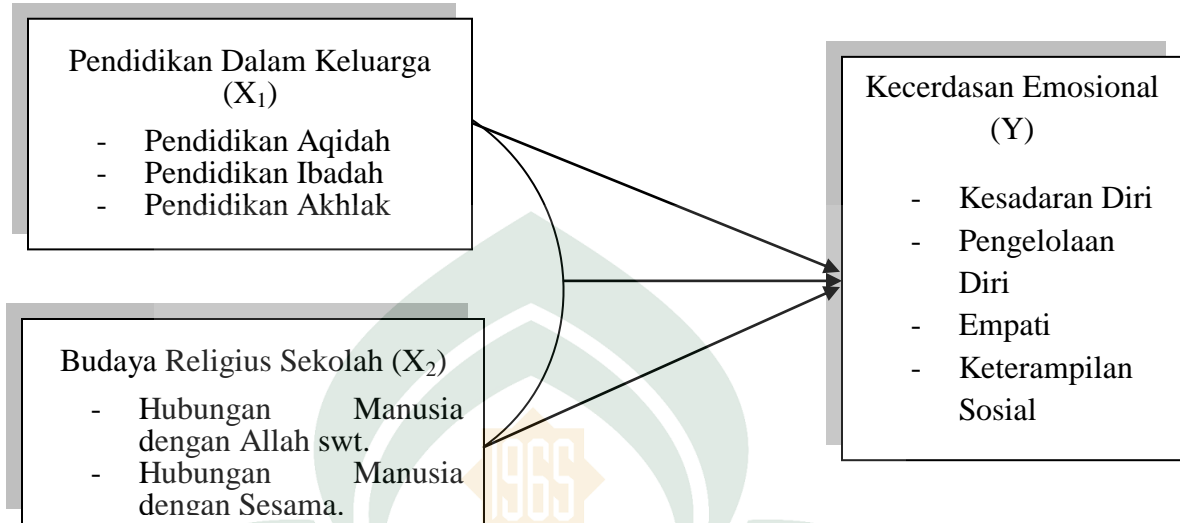 Pendidikan Dalam Keluarga
(X₁)
- Pendidikan Aqidah
- Pendidikan Ibadah
- Pendidikan Akhlak
Budaya Religius Sekolah (X₂)
- Hubungan Manusia
dengan Allah swt.
- Hubungan Manusia
dengan Sesama.
Kecerdasan Emosional
(Y)
- Kesadaran Diri
- Pengelolaan
Diri
- Empati
- Keterampilan
Sosial
1965